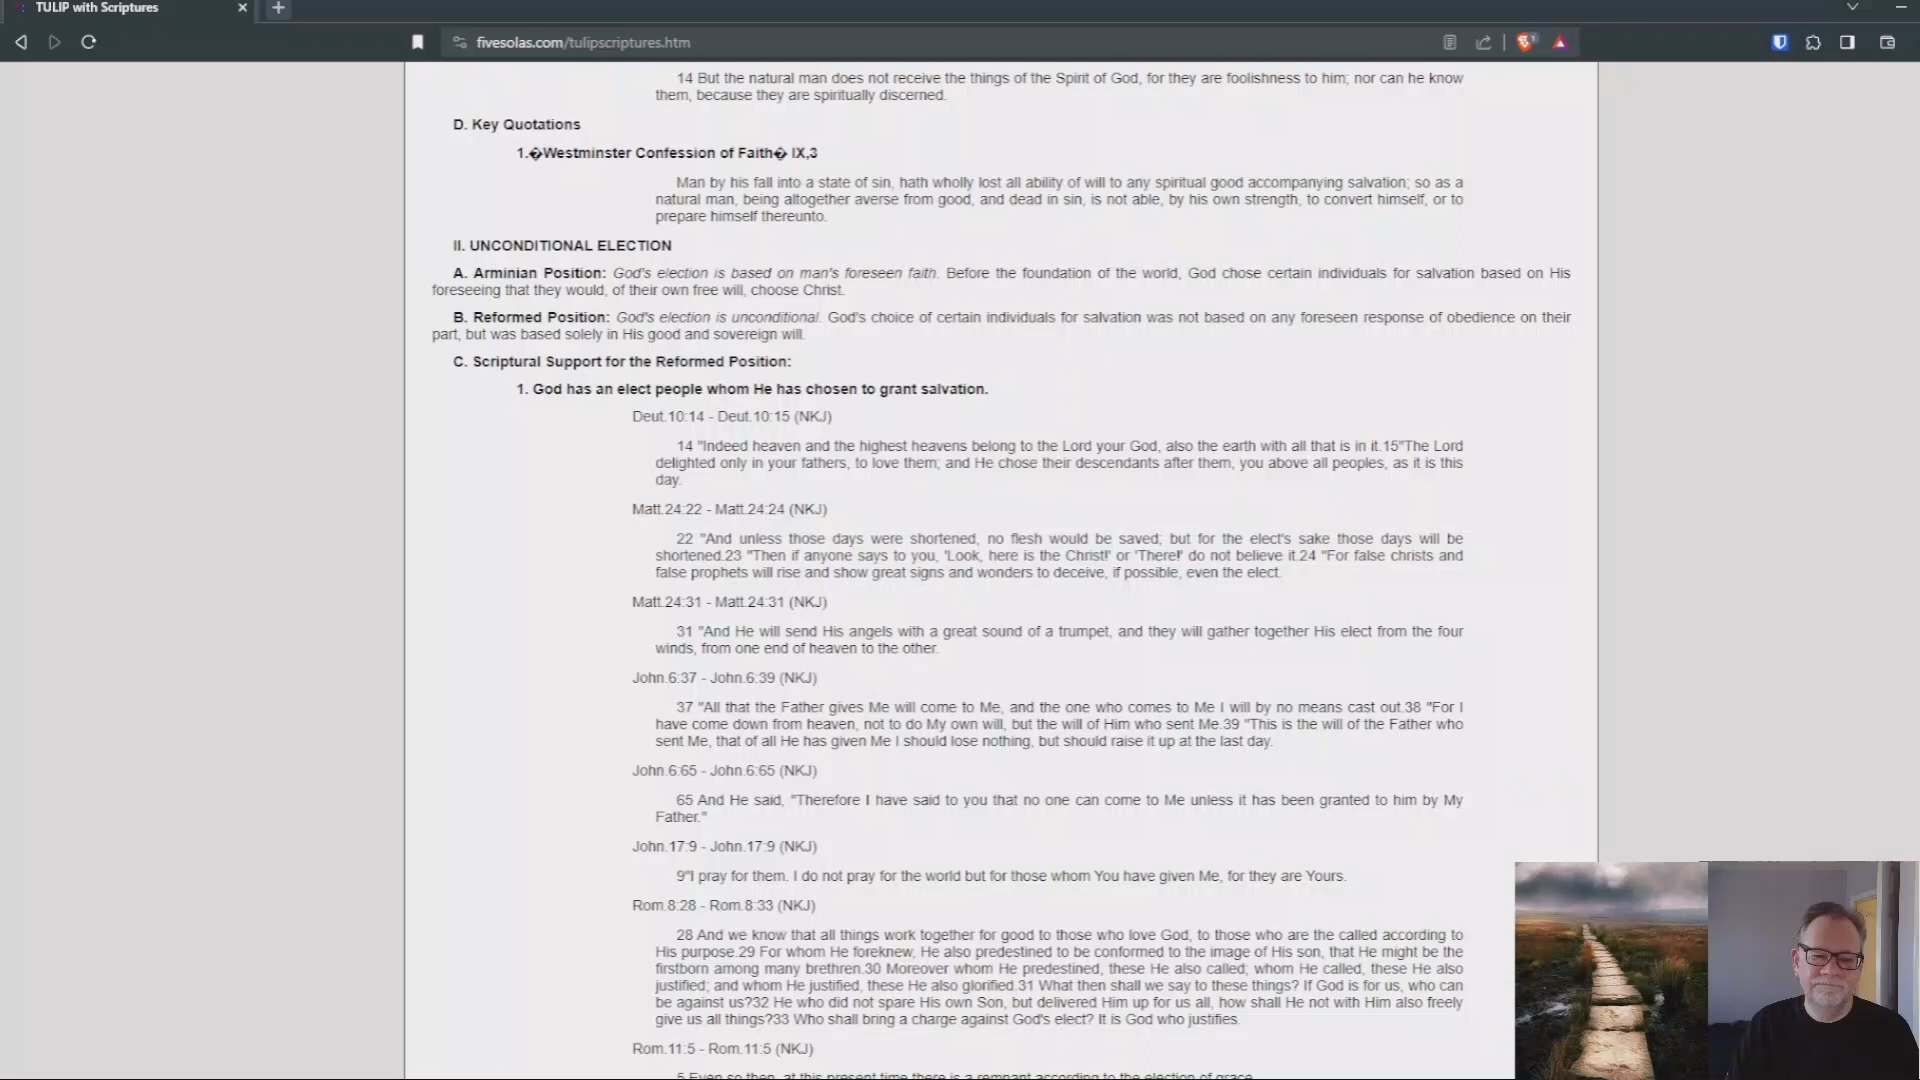 TULIP with Scriptures
fivesolas.com/tulipscriptures.htm
14 But the natural man does not receive the things of the Spirit of God, for they are foolishness to him; nor can he know
them, because they are spiritually discerned.
D. Key Quotations
1.�Westminster Confession of Faith� IX,3
Man by his fall into a state of sin, hath wholly lost all ability of will to any spiritual good accompanying salvation; so as a
natural man, being altogether averse from good, and dead in sin, is not able, by his own strength, to convert himself, or to
prepare himself thereunto.
II. UNCONDITIONAL ELECTION
A. Arminian Position: God's election is based on man's foreseen faith. Before the foundation of the world, God chose certain individuals for salvation based on His
foreseeing that they would, of their own free will, choose Christ.
B. Reformed Position: God's election is unconditional. God's choice of certain individuals for salvation was not based on any foreseen response of obedience on their
part, but was based solely in His good and sovereign will.
C. Scriptural Support for the Reformed Position:
1. God has an elect people whom He has chosen to grant salvation.
Deut.10:14 - Deut.10:15 (NKJ)
14 "Indeed heaven and the highest heavens belong to the Lord your God, also the earth with all that is in it.15"The Lord
delighted only in your fathers, to love them; and He chose their descendants after them, you above all peoples, as it is this
day.
Matt.24:22 - Matt.24:24 (NKJ)
22 "And unless those days were shortened, no flesh would be saved; but for the elect's sake those days will be
shortened.23 "Then if anyone says to you, 'Look, here is the Christ!' or 'There!' do not believe it.24 "For false christs and
false prophets will rise and show great signs and wonders to deceive, if possible, even the elect.
Matt.24:31 - Matt.24:31 (NKJ)
31 "And He will send His angels with a great sound of a trumpet, and they will gather together His elect from the four
winds, from one end of heaven to the other.
John.6:37 - John.6:39 (NKJ)
37 "All that the Father gives Me will come to Me, and the one who comes to Me I will by no means cast out.38 "For I
have come down from heaven, not to do My own will, but the will of Him who sent Me.39 "This is the will of the Father who
sent Me, that of all He has given Me I should lose nothing, but should raise it up at the last day.
John.6:65 - John.6:65 (NKJ)
65 And He said, "Therefore I have said to you that no one can come to Me unless it has been granted to him by My
Father."
John.17:9 - John.17:9 (NKJ)
9"I pray for them. I do not pray for the world but for those whom You have given Me, for they are Yours.
Rom.8:28 - Rom.8:33 (NKJ)
28 And we know that all things work together for good to those who love God, to those who are the called according to
His purpose.29 For whom He foreknew, He also predestined to be conformed to the image of His son, that He might be the
firstborn among many brethren.30 Moreover whom He predestined, these He also called; whom He called, these He also
justified; and whom He justified, these He also glorified.31 What then shall we say to these things? If God is for us, who can
be against us?32 He who did not spare His own Son, but delivered Him up for us all, how shall He not with Him also freely
give us all things?33 Who shall bring a charge against God's elect? It is God who justifies.
Rom.11:5 - Rom.11:5 (NKJ)
5 Even so then, at this present time there is a remnant according to the election of grace.